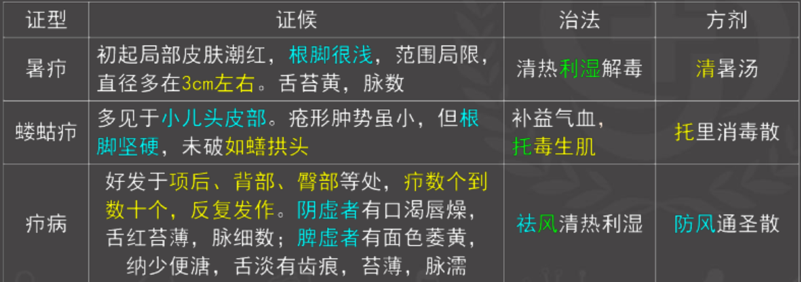 证型 证候 治法 方剂
初起局部皮肤潮红，根脚很浅，范围局限，
暑疖 清热利湿解毒 清暑汤
直径多在3cm左右。舌苔黄，脉数
多见于小儿头皮部。疮形肿势虽小，但根 补益气血，
蝼蛄疖 托里消毒散
脚坚硬，未破如蟮拱头 托毒生肌
好发于项后、背部、臀部等处，疖数个到
数十个，反复发作。阴虚者有口渴唇燥，
疖病 祛风清热利湿 防风通圣散
舌红苔薄，脉细数；脾虚者有面色萎黄，
纳少便溏，舌淡有齿痕，苔薄，脉濡